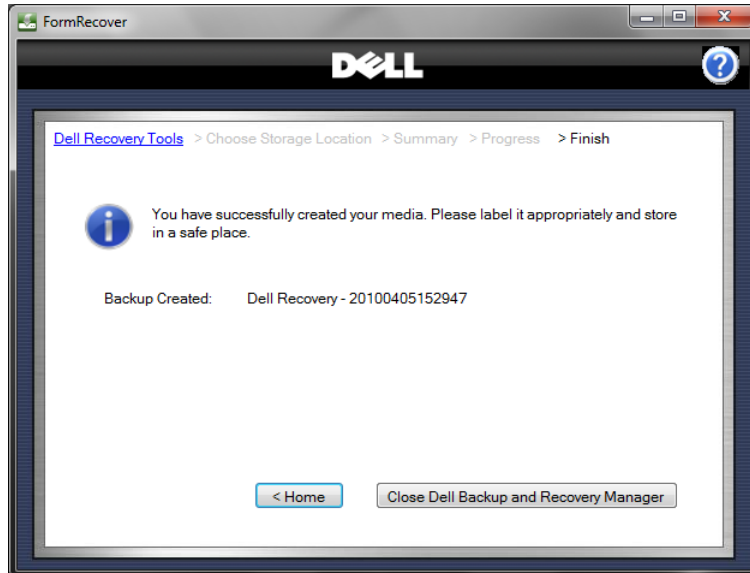 FormRecover
DELL
?
Dell Recovery Tools > Choose Storage Location > Summary > Progress > Finish
i
You have successfully created your media. Please label it appropriately and store
in a safe place.
Backup Created: Dell Recovery - 20100405152947
< Home Close Dell Backup and Recovery Manager